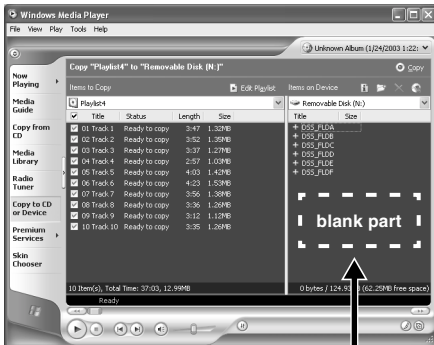 Windows Media Player
File View Play Tools Help
Unknown Album (1/24/2003 1:22:
Copy "Playlist4" to "Removable Disk (N:)"
Copy
Items to Copy
Edit Playlist
Items on Device
Playlist4
Removable Disk (N:)
Title Status Length Size
Title Size
01 Track 1 Ready to copy 3:47 1.32MB
02 Track 2 Ready to copy 3:52 1.35MB
03 Track 3 Ready to copy 3:37 1.27MB
04 Track 4 Ready to copy 2:57 1.03MB
05 Track 5 Ready to copy 4:03 1.42MB
06 Track 6 Ready to copy 4:23 1.53MB
07 Track 7 Ready to copy 3:56 1.38MB
08 Track 8 Ready to copy 3:36 1.26MB
09 Track 9 Ready to copy 3:12 1.12MB
10 Track 10 Ready to copy 3:35 1.26MB
+ DSS_FLDA
+ DSS_FLDB
+ DSS_FLDC
+ DSS_FLDD
+ DSS_FLDE
+ DSS_FLDF
blank part
10 Item(s), Total Time: 37:03, 12.99MB
0 bytes / 124.93 (62.25MB free space)
Ready
Now
Playing
Media
Guide
Copy from
CD
Media
Library
Radio
Tuner
Copy to CD
or Device
Premium
Services
Skin
Chooser